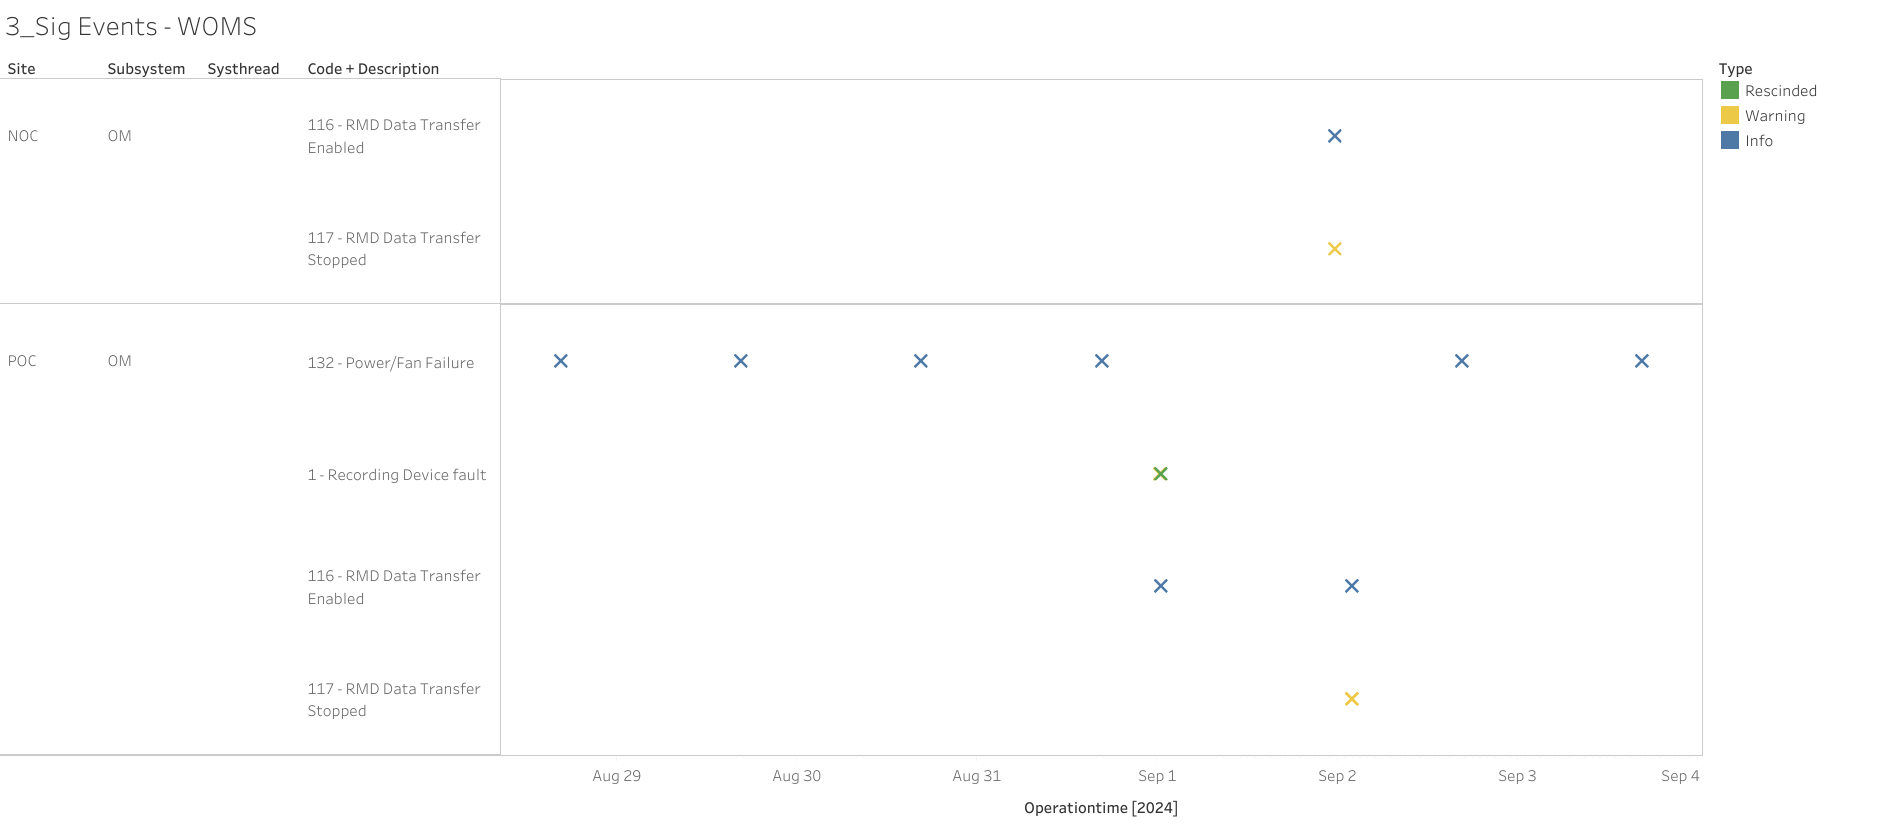 3_Sig Events - WOMS
Site Subsystem Systhread Code + Description
Type
Rescinded
Warning
Info
NOC OM 116 - RMD Data Transfer
Enabled
117 - RMD Data Transfer
Stopped
POC OM 132 - Power/Fan Failure
1 - Recording Device fault
116 - RMD Data Transfer
Enabled
117 - RMD Data Transfer
Stopped
Aug 29 Aug 30 Aug 31 Sep 1 Sep 2 Sep 3 Sep 4
Operationtime [2024]